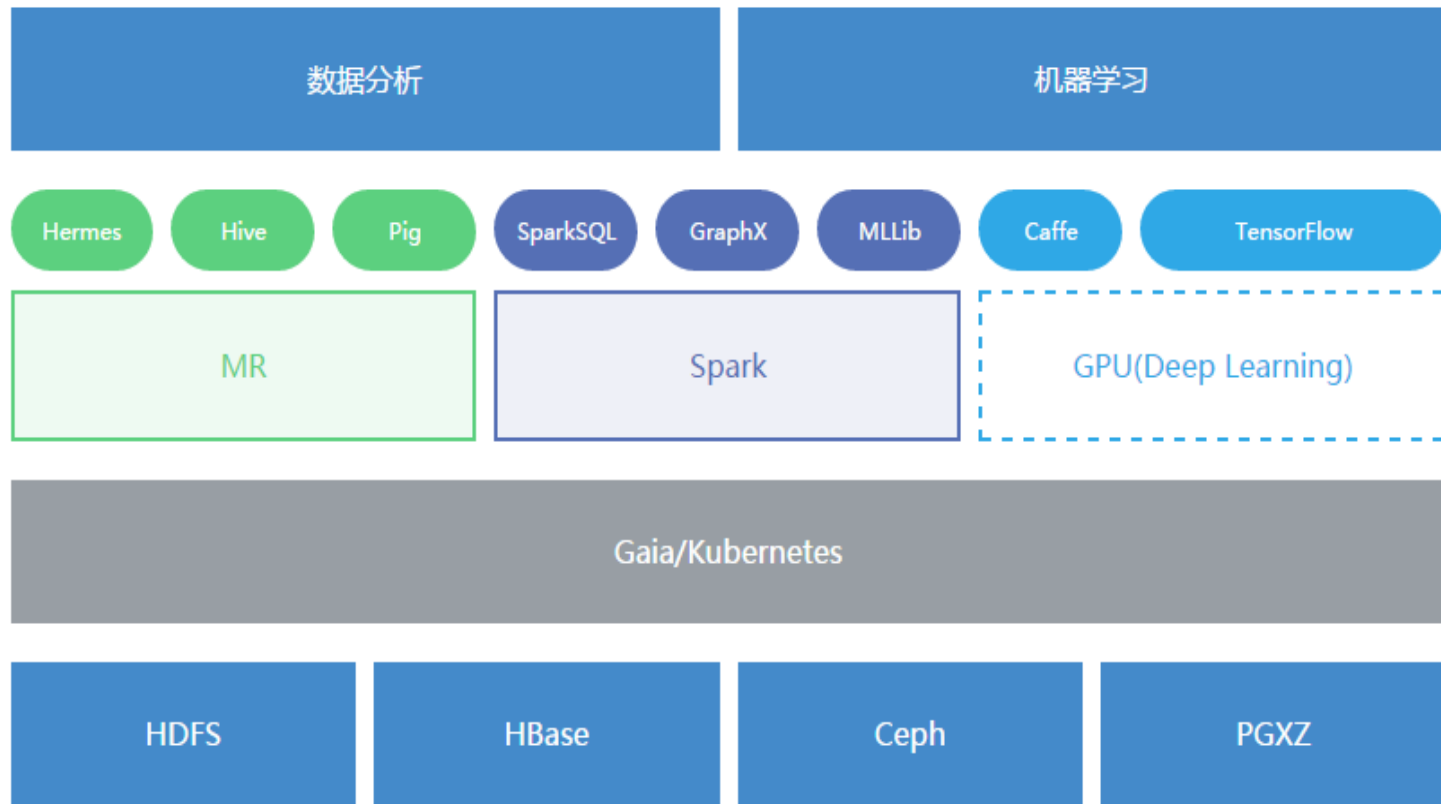 数据分析
机器学习
Hermes
Hive
Pig
SparkSQL
GraphX
MLLib
Caffe
TensorFlow
MR
Spark
GPU(Deep Learning)
Gaia/Kubernetes
HDFS
HBase
Ceph
PGXZ